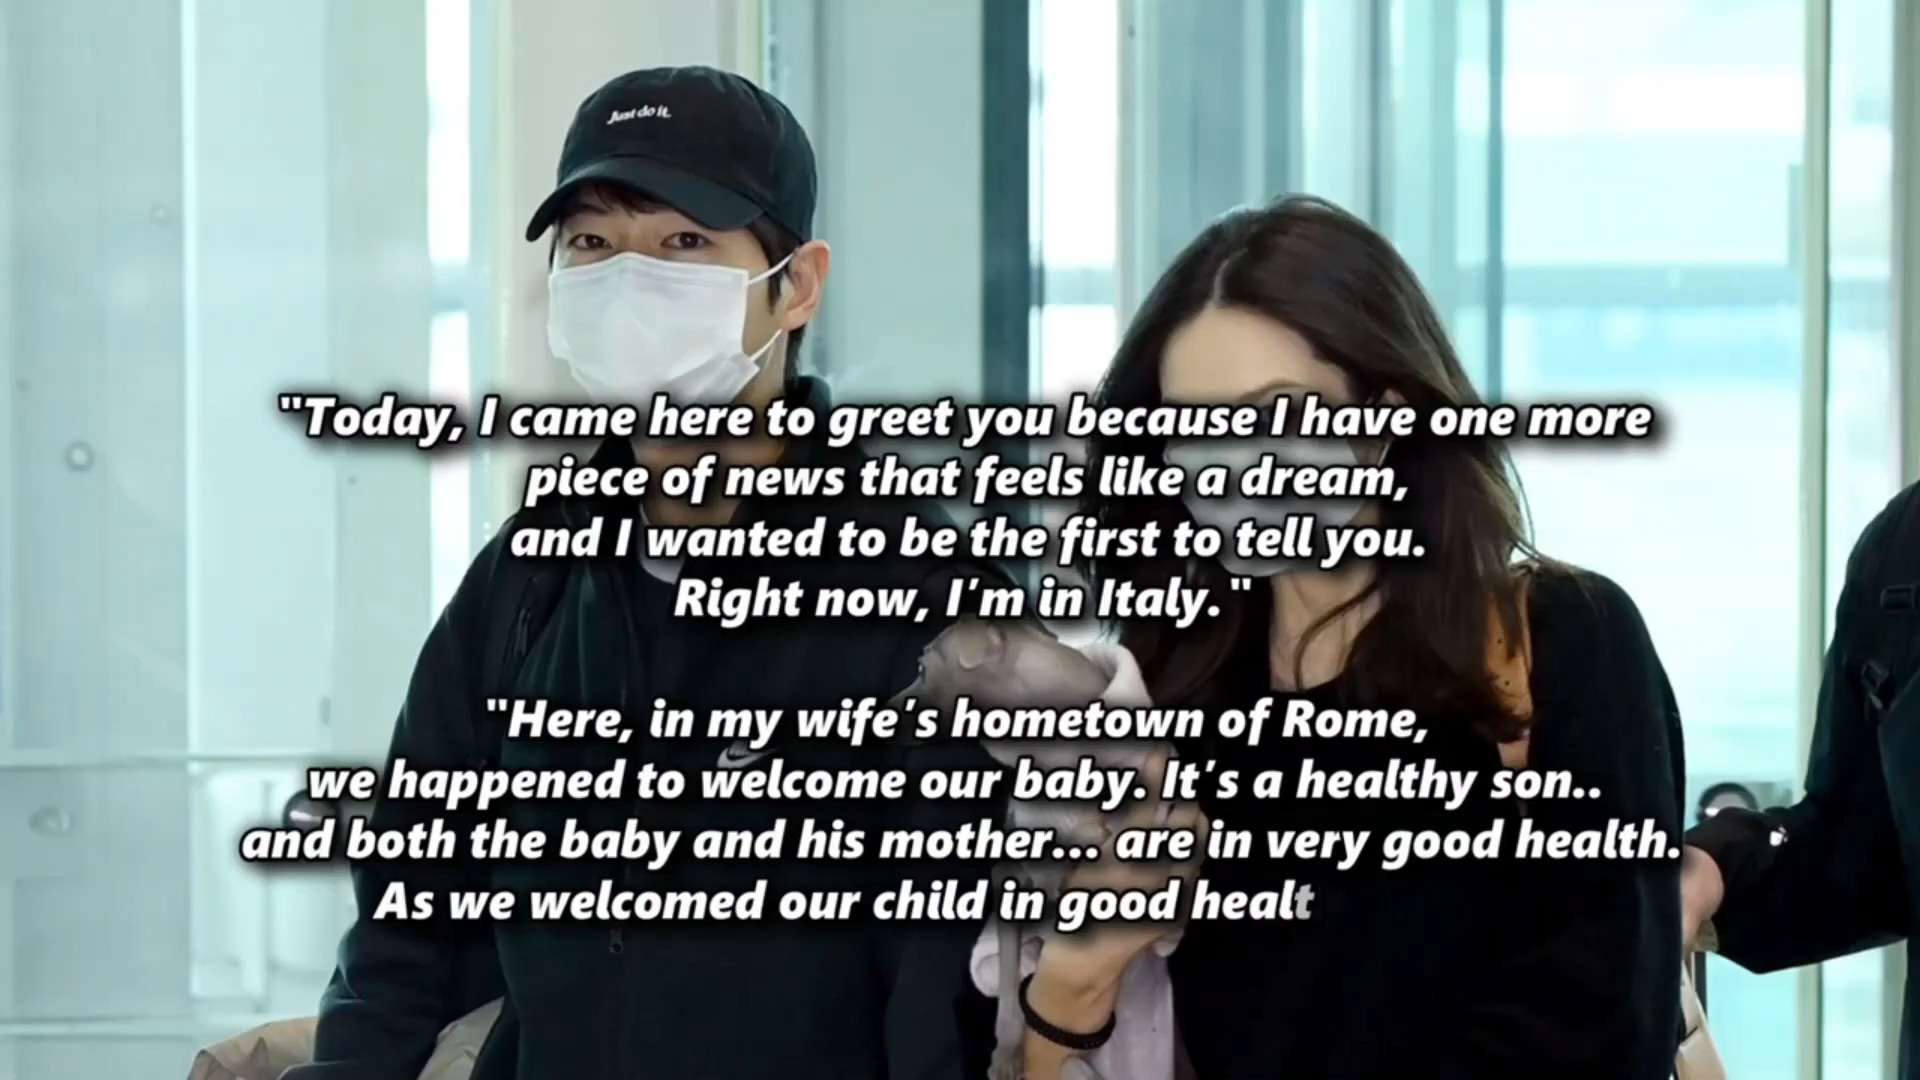 Just do it.
"Today, I came here to greet you because I have one more
piece of news that feels like a dream,
and I wanted to be the first to tell you.
Right now, I'm in Italy."
"Here, in my wife's hometown of Rome,
we happened to welcome our baby. It's a healthy son..
and both the baby and his mother... are in very good health.
As we welcomed our child in good healt